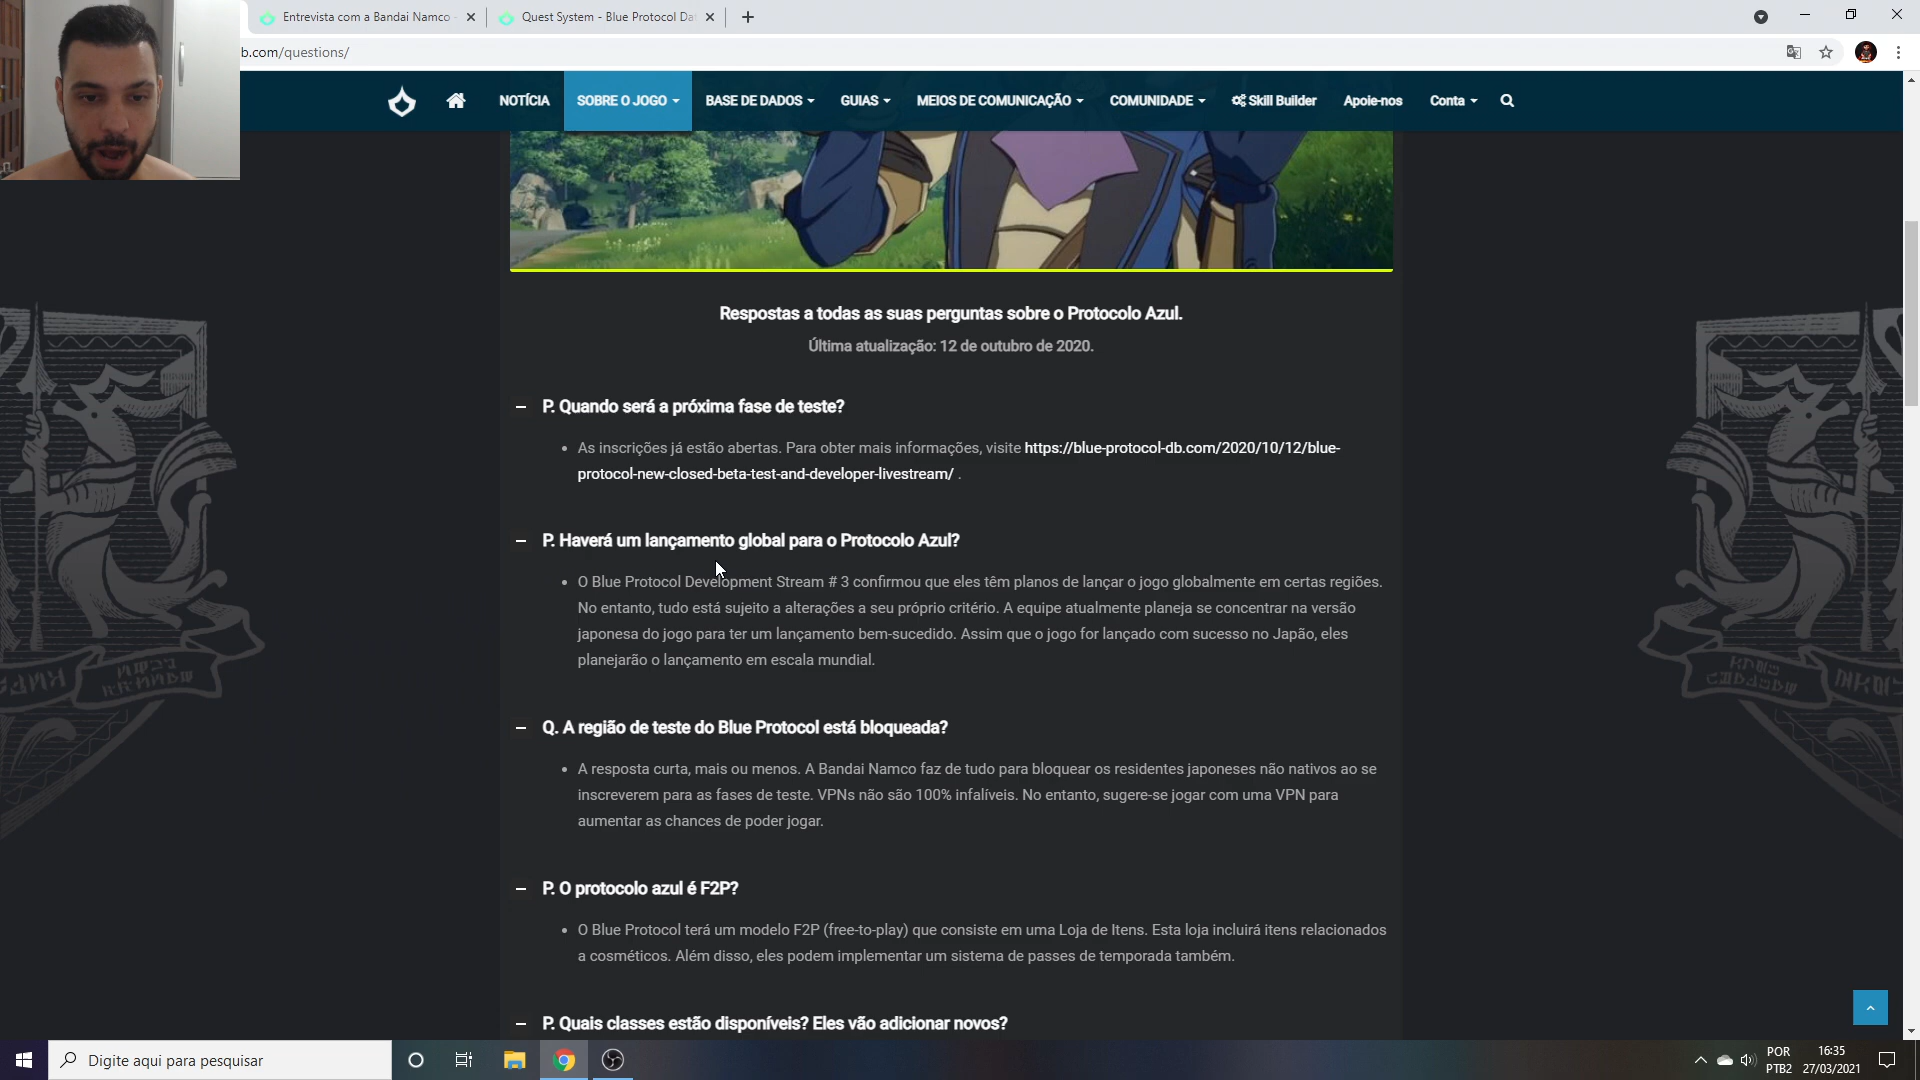 Entrevista com a Bandai Namco -
Quest System - Blue Protocol Da
b.com/questions/
NOTÍCIA
SOBRE O JOGO
BASE DE DADOS
GUIAS
MEIOS DE COMUNICAÇÃO
COMUNIDADE
Skill Builder
Apoie-nos
Conta
Respostas a todas as suas perguntas sobre o Protocolo Azul.
Última atualização: 12 de outubro de 2020.
P. Quando será a próxima fase de teste?
As inscrições já estão abertas. Para obter mais informações, visite https://blue-protocol-db.com/2020/10/12/blue-
protocol-new-closed-beta-test-and-developer-livestream/ .
P. Haverá um lançamento global para o Protocolo Azul?
O Blue Protocol Development Stream # 3 confirmou que eles têm planos de lançar o jogo globalmente em certas regiões.
No entanto, tudo está sujeito a alterações a seu próprio critério. A equipe atualmente planeja se concentrar na versão
japonesa do jogo para ter um lançamento bem-sucedido. Assim que o jogo for lançado com sucesso no Japão, eles
planejarão o lançamento em escala mundial.
Q. A região de teste do Blue Protocol está bloqueada?
A resposta curta, mais ou menos. A Bandai Namco faz de tudo para bloquear os residentes japoneses não nativos ao se
inscreverem para as fases de teste. VPNs não são 100% infalíveis. No entanto, sugere-se jogar com uma VPN para
aumentar as chances de poder jogar.
P. O protocolo azul é F2P?
O Blue Protocol terá um modelo F2P (free-to-play) que consiste em uma Loja de Itens. Esta loja incluirá itens relacionados
a cosméticos. Além disso, eles podem implementar um sistema de passes de temporada também.
P. Quais classes estão disponíveis? Eles vão adicionar novos?
Digite aqui para pesquisar
POR
PTB2
16:35
27/03/2021